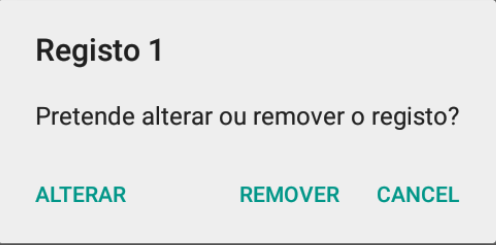 Registo 1
Pretende alterar ou remover o registo?
ALTERAR REMOVER CANCEL